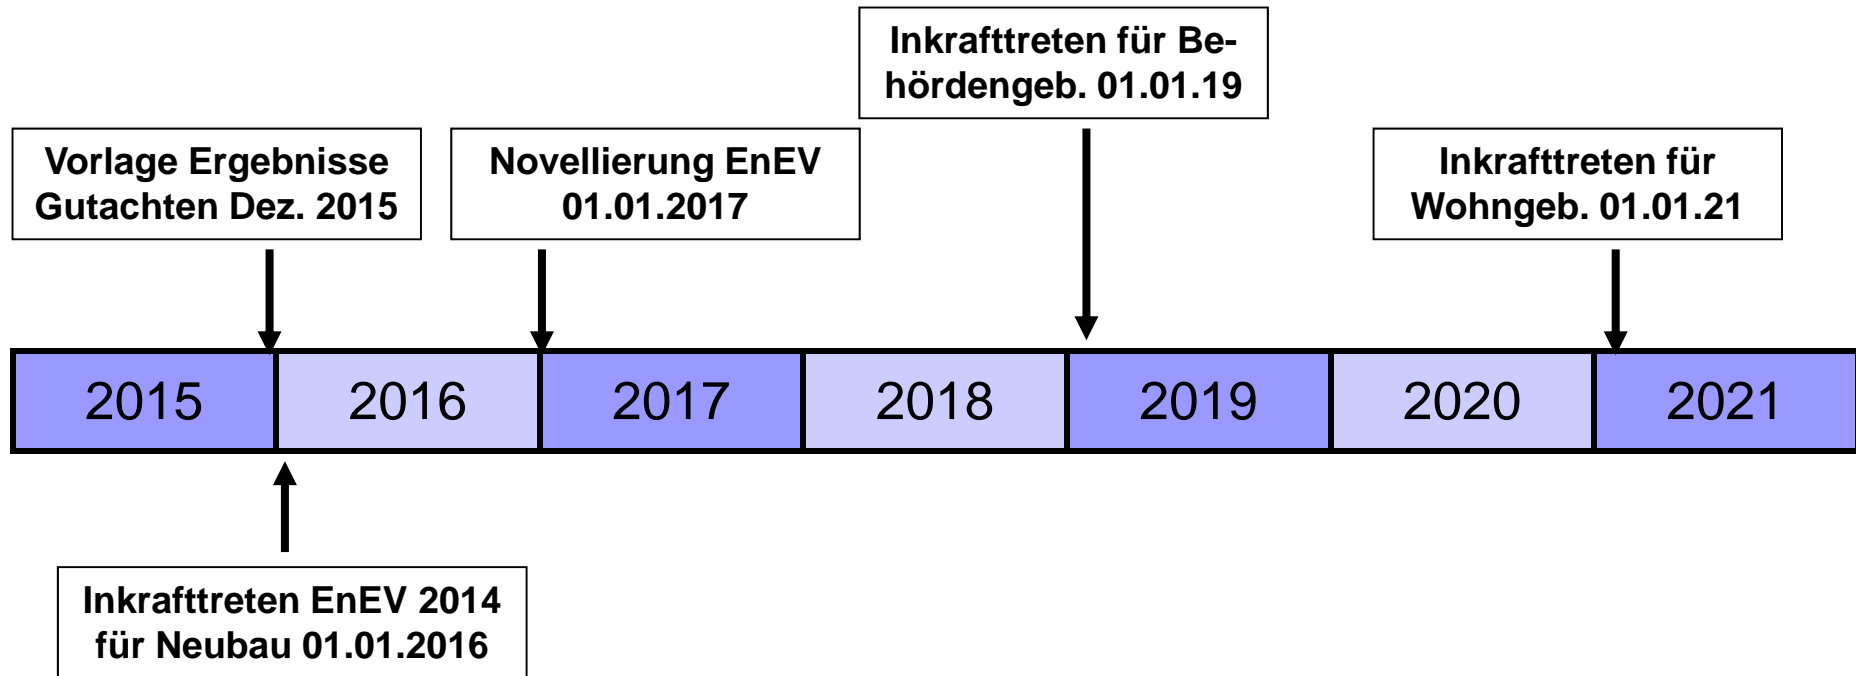 Inkrafttreten für Be-
hördengeb. 01.01.19
Vorlage Ergebnisse
Gutachten Dez. 2015
Novellierung EnEV
01.01.2017
Inkrafttreten für
Wohngeb. 01.01.21
2015
2016
2017
2018
2019
2020
2021
Inkrafttreten EnEV 2014
für Neubau 01.01.2016